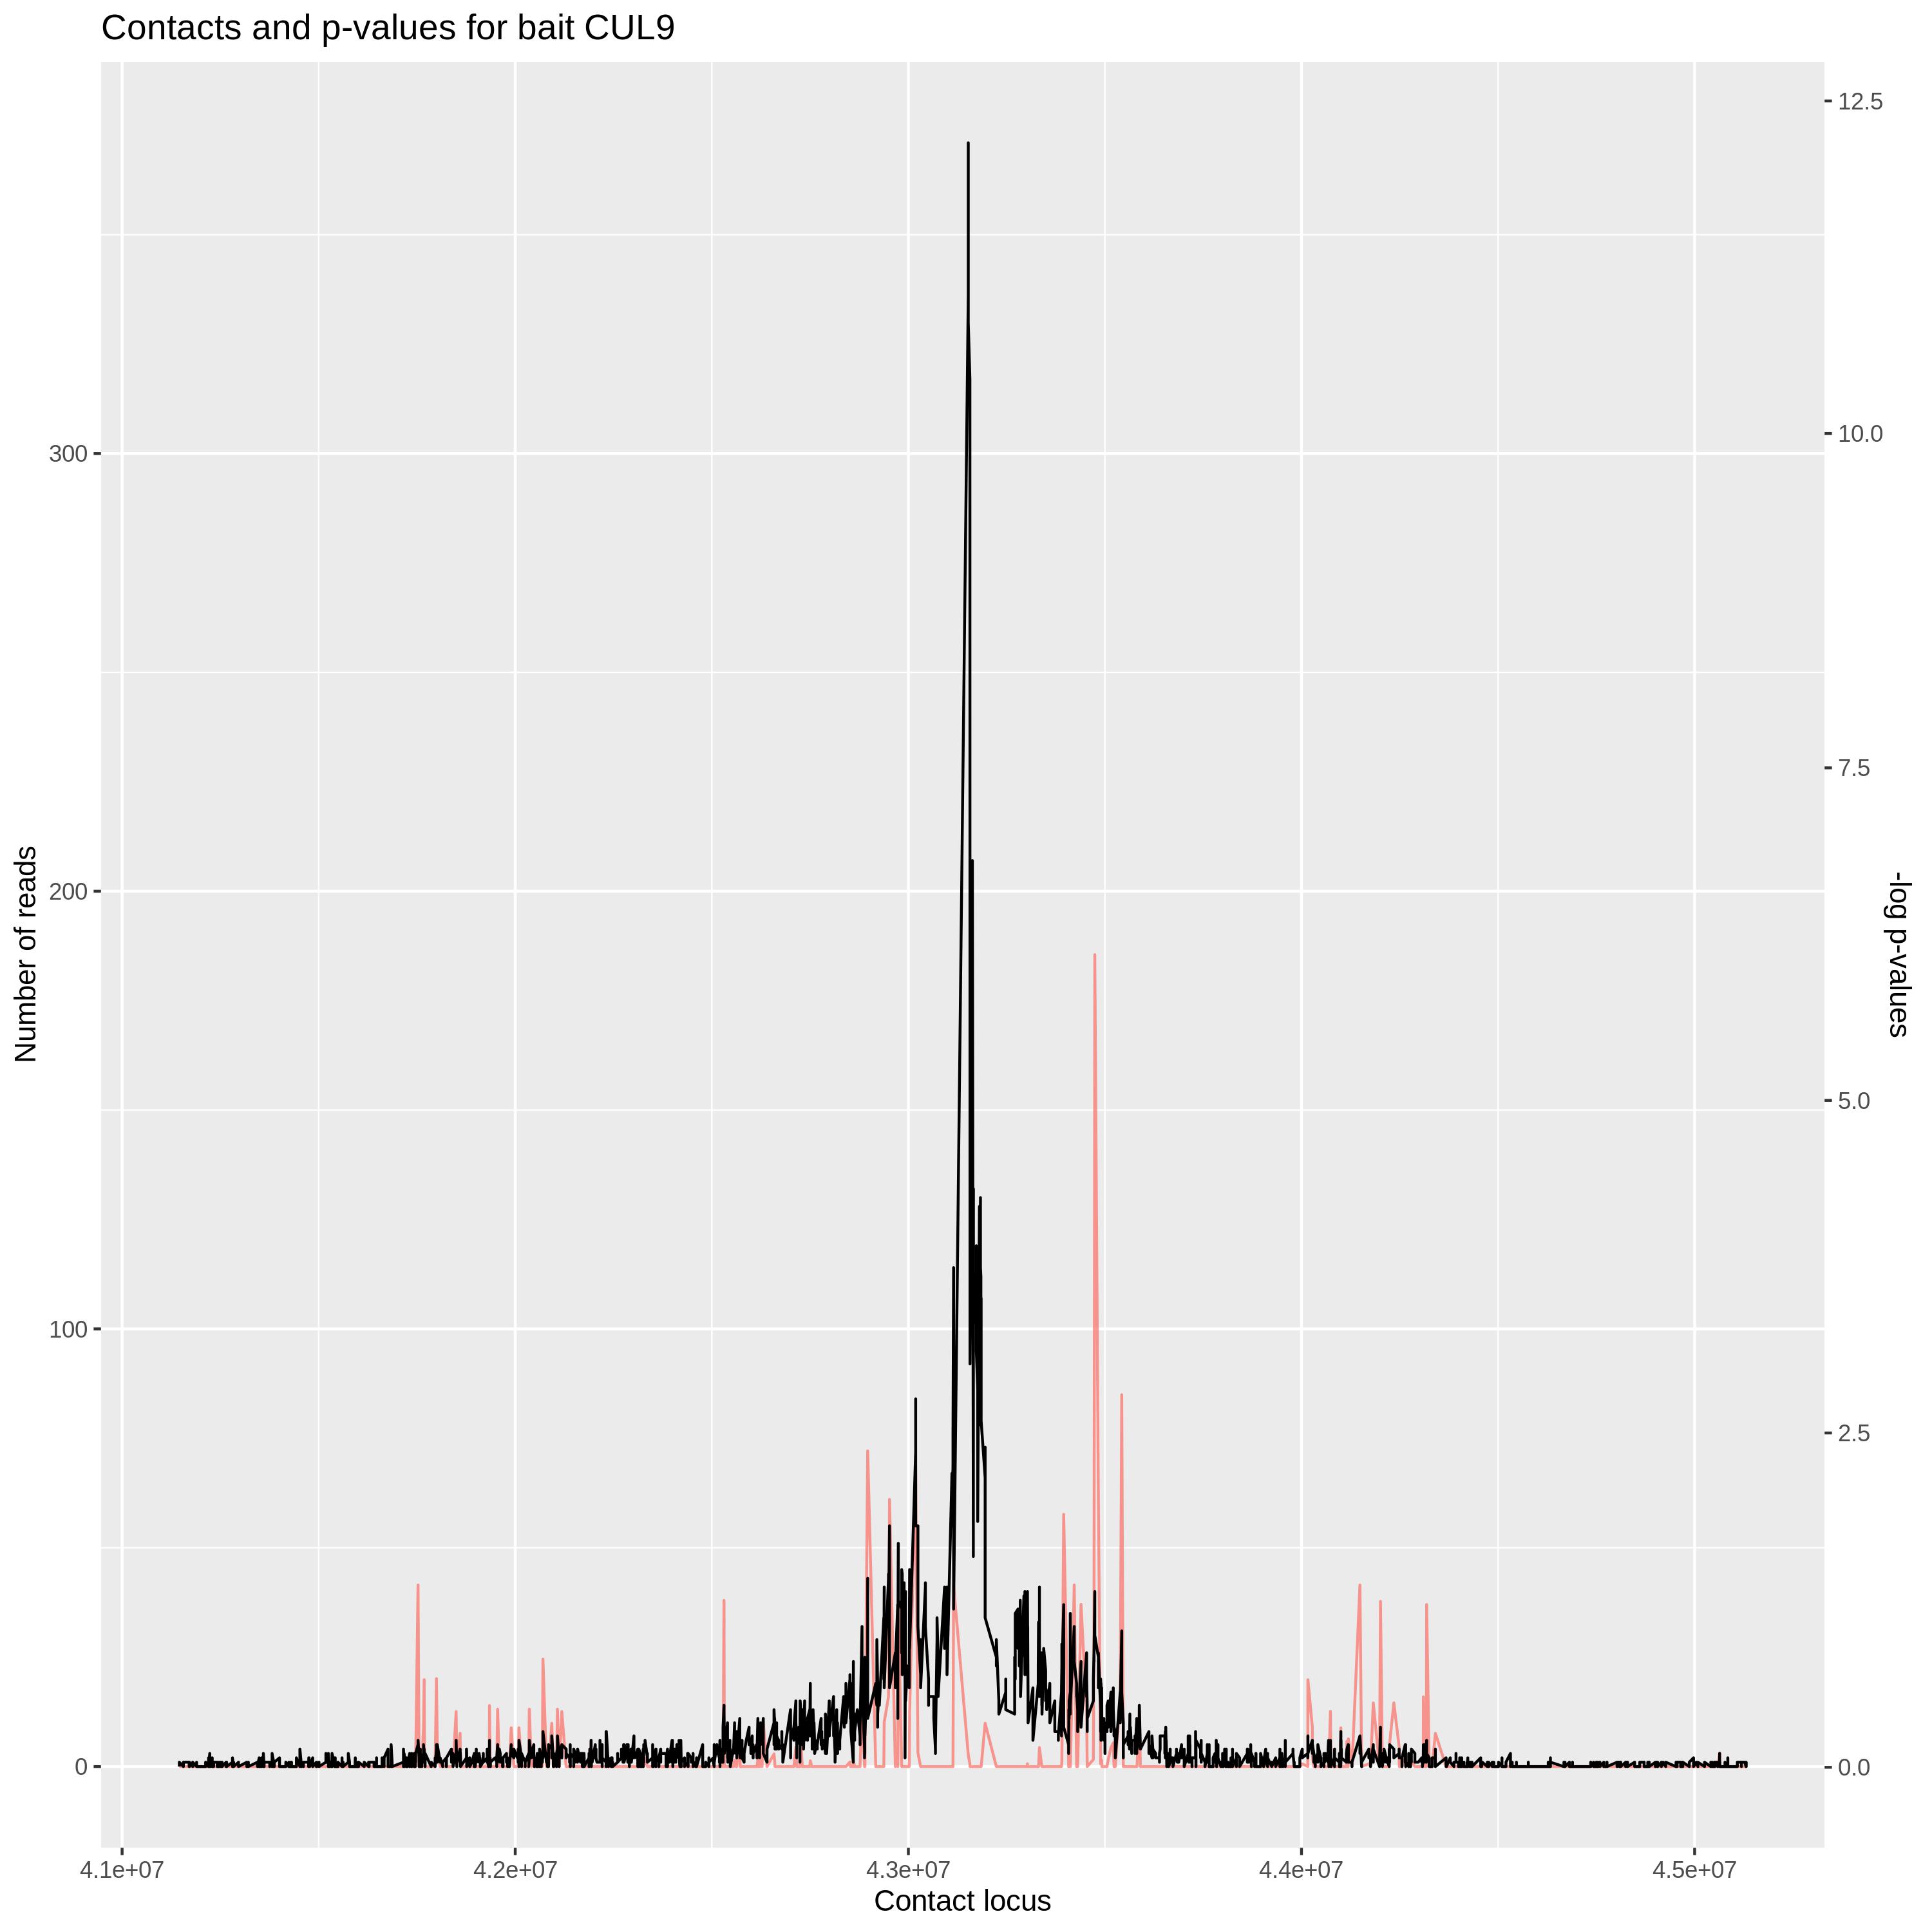 Contacts and p-values for bait CUL9
12.5
10.0
7.5
5.0
2.5
0.0
-log p-values
300
200
100
0
Number of reads
4.1e+07 4.2e+07 4.3e+07 4.4e+07 4.5e+07
Contact locus